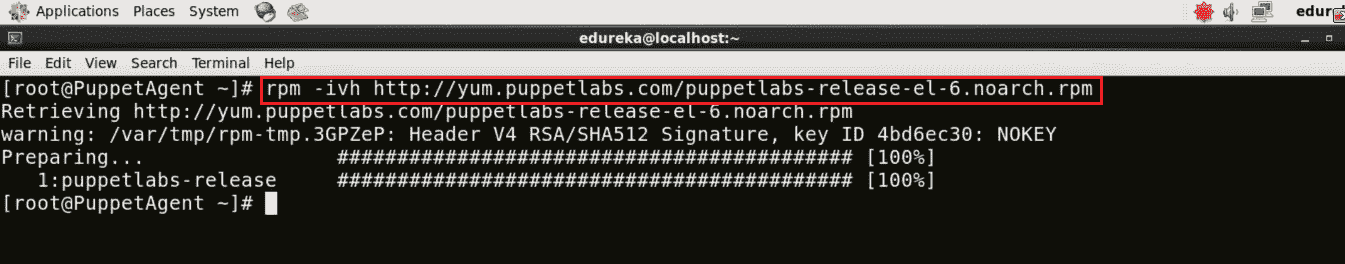 Applications Places System edur
edureka@localhost:~
File Edit View Search Terminal Help
[root@PuppetAgent ~]# rpm -ivh http://yum.puppetlabs.com/puppetlabs-release-el-6.noarch.rpm
Retrieving http://yum.puppetlabs.com/puppetlabs-release-el-6.noarch.rpm
warning: /var/tmp/rpm-tmp.3GPZeP: Header V4 RSA/SHA512 Signature, key ID 4bd6ec30: NOKEY
Preparing... ########################################### [100%]
1:puppetlabs-release ########################################### [100%]
[root@PuppetAgent ~]#